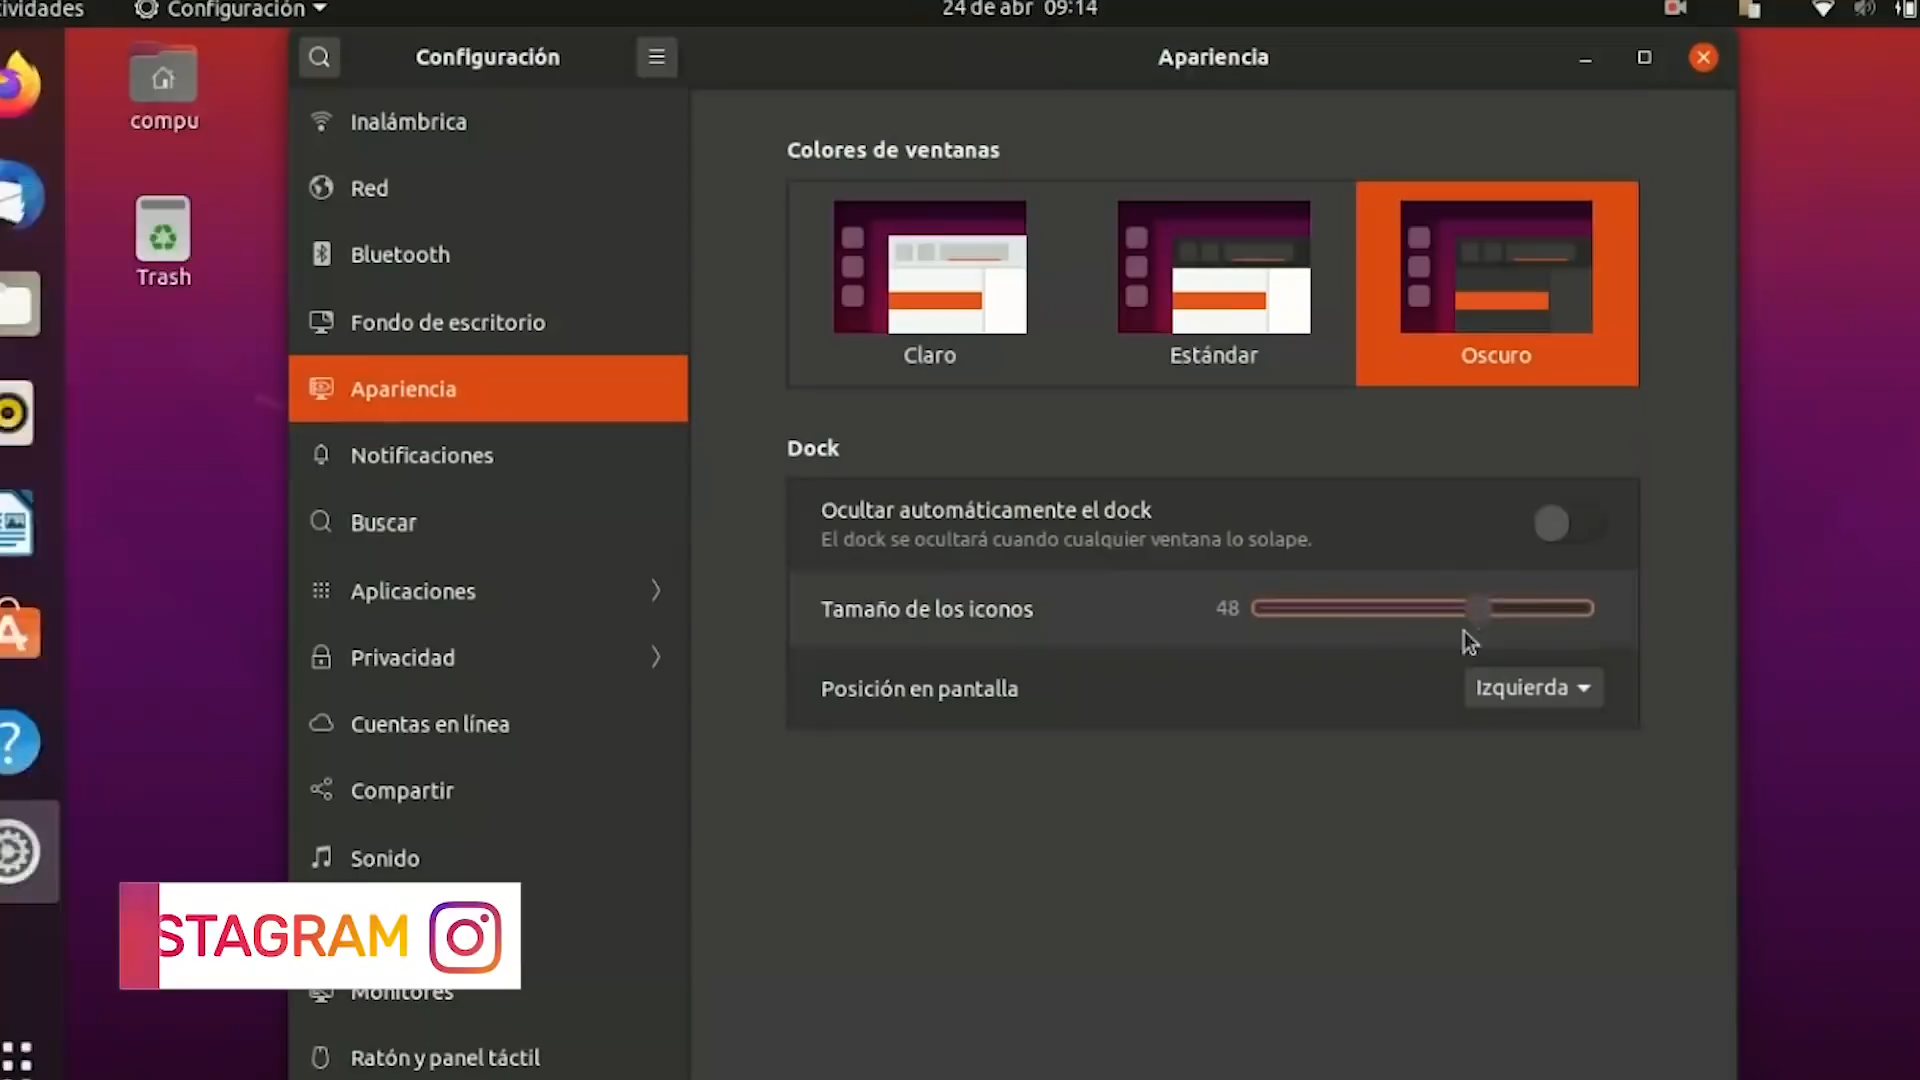 ividades
Configuración
24 de abr 09:14
Configuración
Apariencia
compu
Trash
Inalámbrica
Red
Bluetooth
Fondo de escritorio
Apariencia
Notificaciones
Buscar
Aplicaciones
Privacidad
Cuentas en línea
Compartir
Sonido
STAGRAM
Monitores
Ratón y panel táctil
Colores de ventanas
Claro
Estándar
Oscuro
Dock
Ocultar automáticamente el dock
El dock se ocultará cuando cualquier ventana lo solape.
Tamaño de los iconos
48
Posición en pantalla
Izquierda